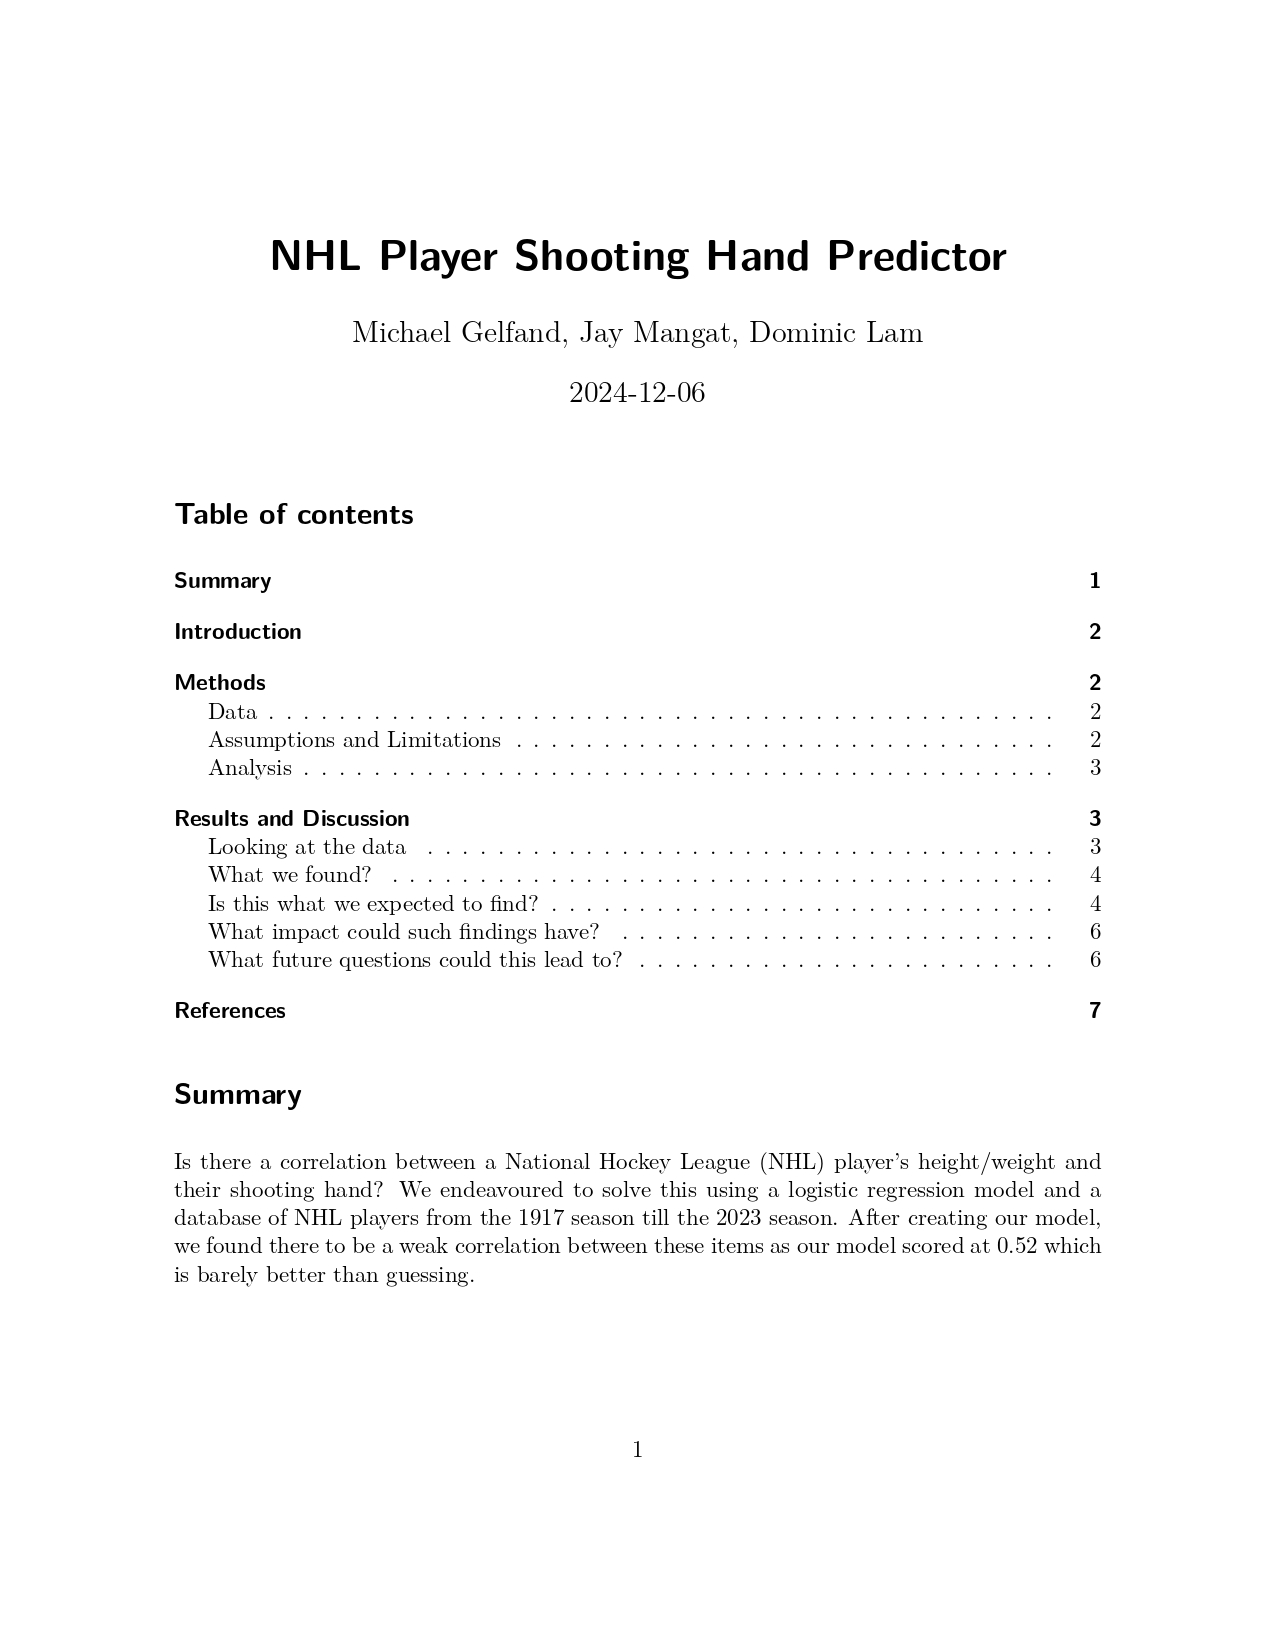 NHL Player Shooting Hand Predictor
Michael Gelfand, Jay Mangat, Dominic Lam
2024-12-06
Table of contents
Summary 1
Introduction 2
Methods 2
Data . . . . . . . . . . . . . . . . . . . . . . . . . . . . . . . . . . . . . . . . . . . . . 2
Assumptions and Limitations . . . . . . . . . . . . . . . . . . . . . . . . . . . . . . . 2
Analysis . . . . . . . . . . . . . . . . . . . . . . . . . . . . . . . . . . . . . . . . . . . 3
Results and Discussion 3
Looking at the data . . . . . . . . . . . . . . . . . . . . . . . . . . . . . . . . . . . . 3
What we found? . . . . . . . . . . . . . . . . . . . . . . . . . . . . . . . . . . . . . . 4
Is this what we expected to find? . . . . . . . . . . . . . . . . . . . . . . . . . . . . . 4
What impact could such findings have? . . . . . . . . . . . . . . . . . . . . . . . . . 6
What future questions could this lead to? . . . . . . . . . . . . . . . . . . . . . . . . 6
References 7
Summary
Is there a correlation between a National Hockey League (NHL) player's height/weight and
their shooting hand? We endeavoured to solve this using a logistic regression model and a
database of NHL players from the 1917 season till the 2023 season. After creating our model,
we found there to be a weak correlation between these items as our model scored at 0.52 which
is barely better than guessing.
1